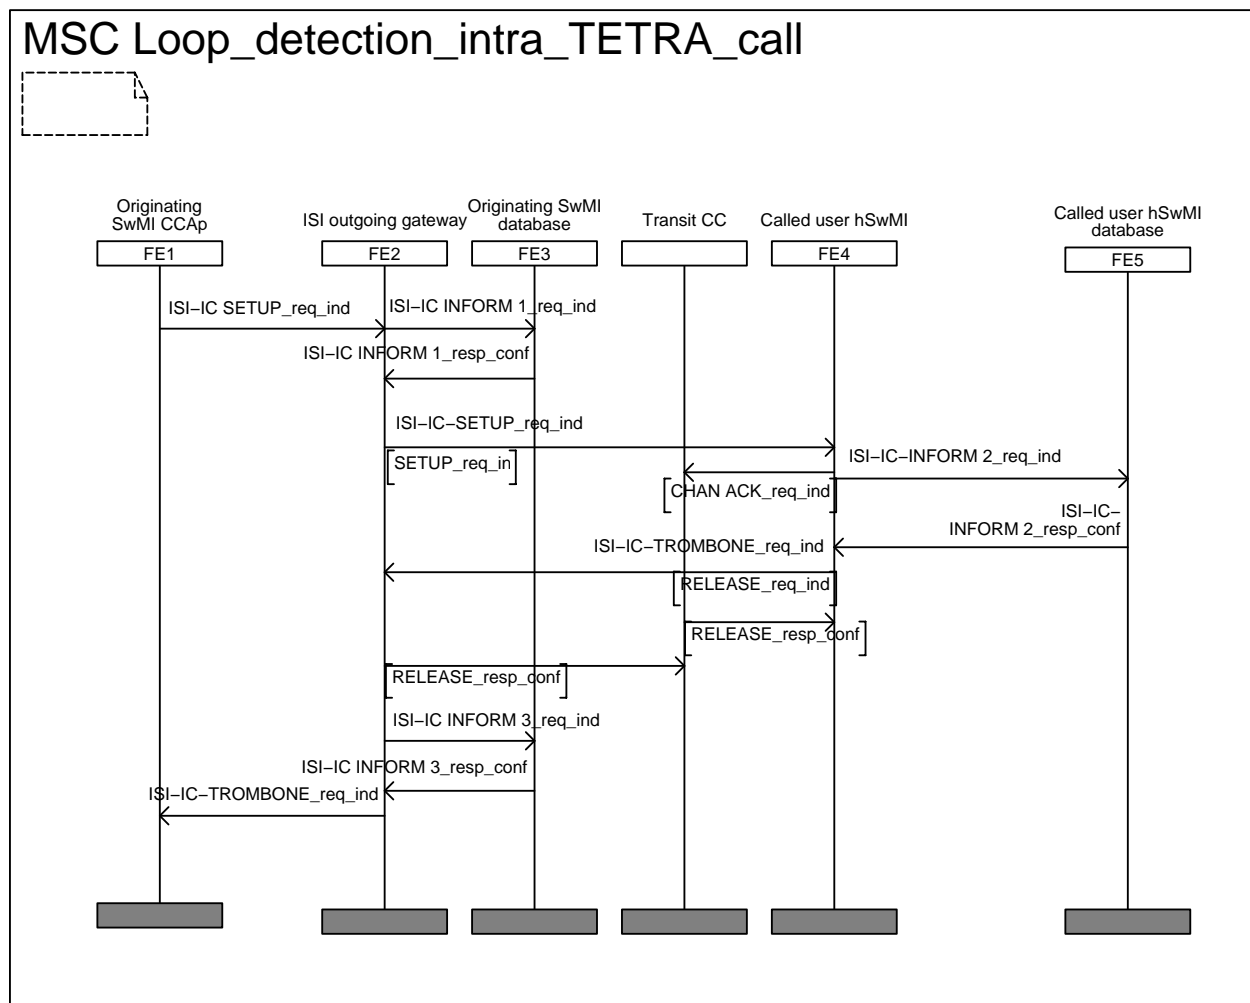 MSC Loop_detection_intra_TETRA_call
Originating
SwMI CCAp
ISI outgoing gateway
Originating SwMI
database
Transit CC
Called user hSwMI
Called user hSwMI
database
FE1
FE2
FE3
FE4
FE5
ISI–IC SETUP_req_ind
ISI–IC INFORM 1_req_ind
ISI–IC INFORM 1_resp_conf
ISI–IC–SETUP_req_ind
SETUP_req_in
ISI–IC–INFORM 2_req_ind
CHAN ACK_req_ind
ISI–IC–
INFORM 2_resp_conf
ISI–IC–TROMBONE_req_ind
RELEASE_req_ind
RELEASE_resp_conf
RELEASE_resp_conf
ISI–IC INFORM 3_req_ind
ISI–IC INFORM 3_resp_conf
ISI–IC–TROMBONE_req_ind